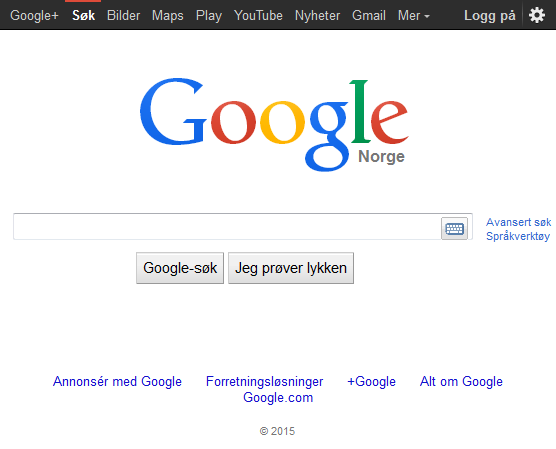 Google+ Søk Bilder Maps Play YouTube Nyheter Gmail Mer Logg på
Google
Norge
Avansert søk
Språkverktøy
Google-søk Jeg prøver lykken
Annonsér med Google Forretningsløsninger +Google Alt om Google
Google.com
© 2015